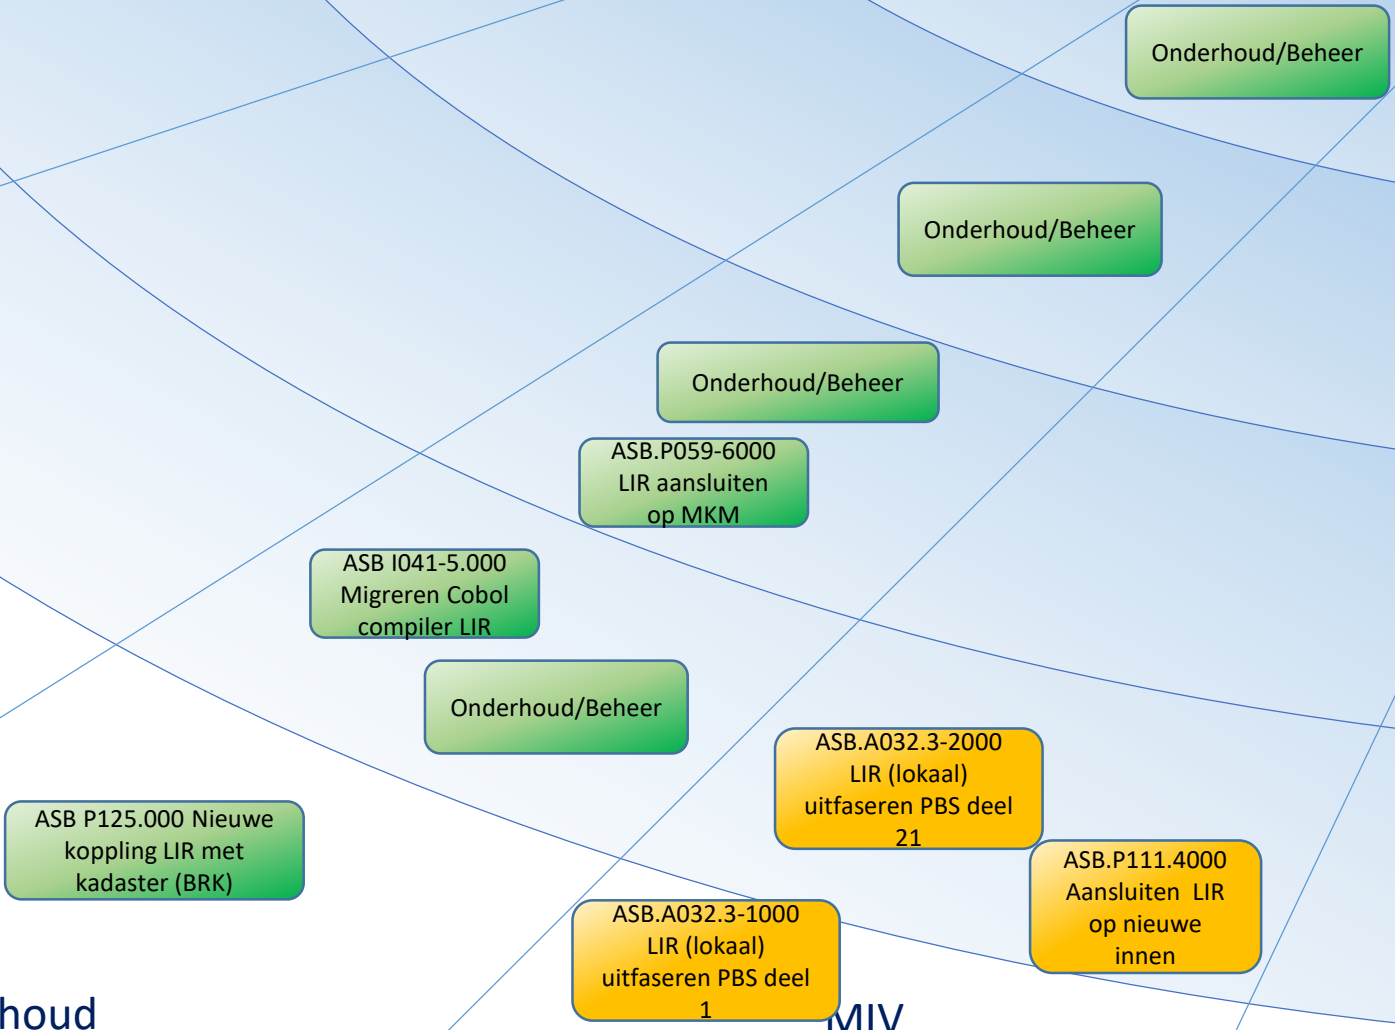 Onderhoud/Beheer
Onderhoud/Beheer
Onderhoud/Beheer
ASB.P059-6000
LIR aansluiten
op MKM
ASB I041-5.000
Migreren Cobol
compiler LIR
Onderhoud/Beheer
ASB.A032.3-2000
LIR (lokaal)
uitfaseren PBS deel
21
ASB P125.000 Nieuwe
koppling LIR met
kadaster (BRK)
ASB.P111.4000
Aansluiten LIR
op nieuwe
innen
ASB.A032.3-1000
LIR (lokaal)
uitfaseren PBS deel
1
houd
MIV